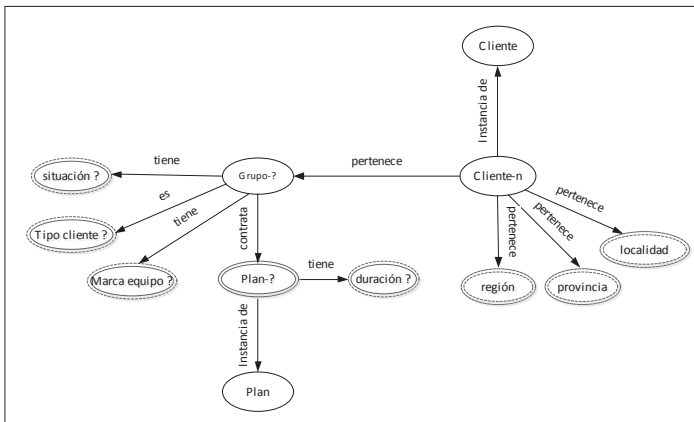 Cliente
Instancia de
tiene
situación ?
Grupo-?
pertenece
Cliente-n
es
tiene
contrata
pertenece
pertenece
pertenece
Tipo cliente ?
localidad
Marca equipo ?
Plan-?
tiene
duración ?
región
provincia
Instancia de
Plan